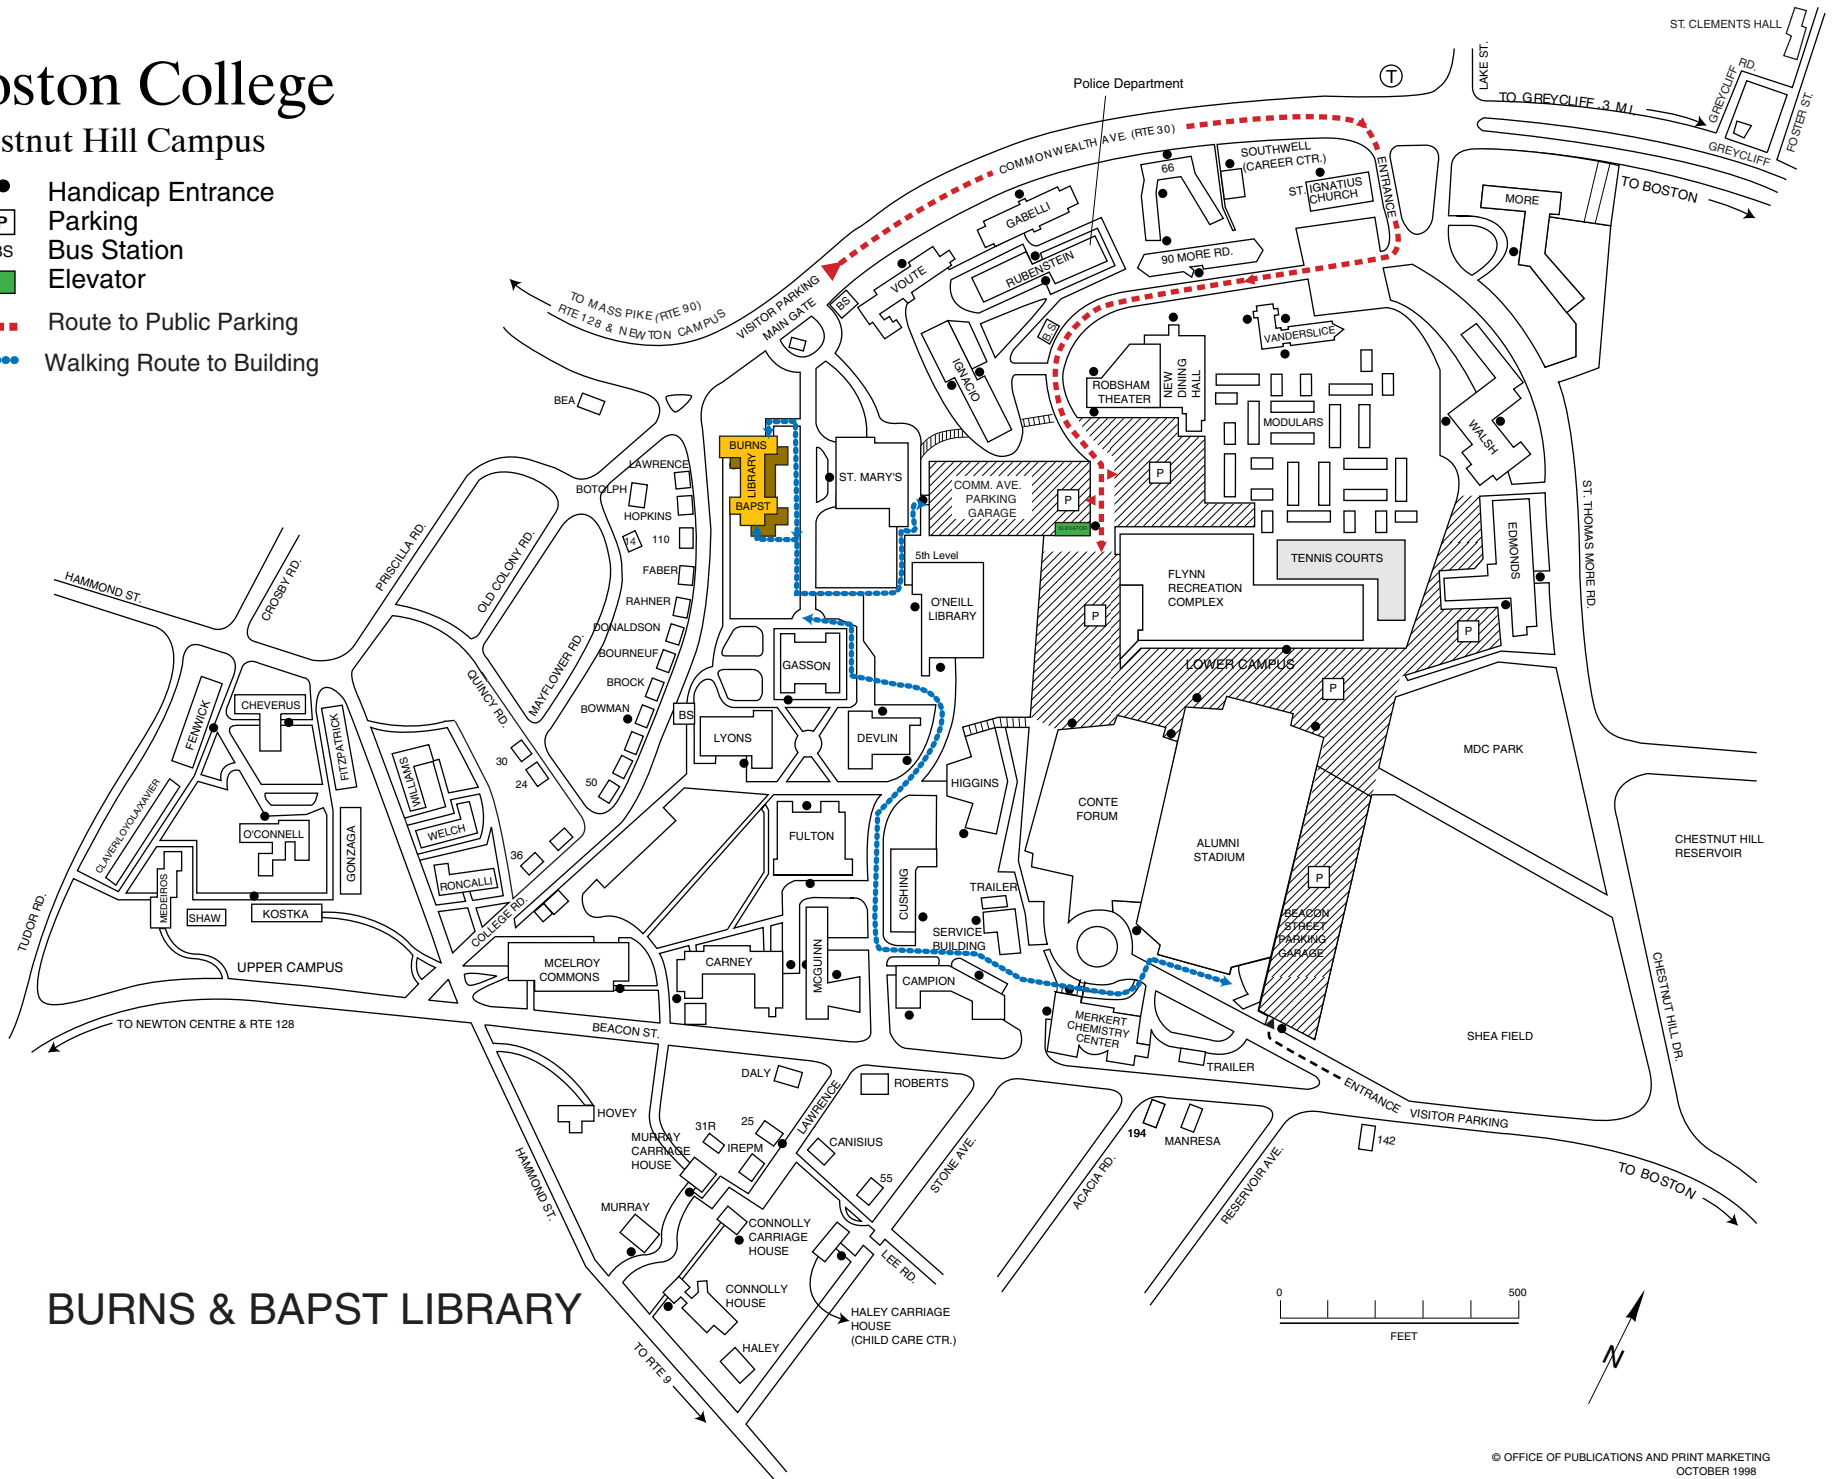 oston College
stnut Hill Campus
Handicap Entrance
P
Parking
BS
Bus Station
Elevator
Route to Public Parking
Walking Route to Building
ST. CLEMENTS HALL
LAKE ST.
T
GREYCLIFF RD.
FOSTER ST.
TO GREYCLIFF .3 MI.
GREYCLIFF
TO BOSTON
Police Department
COMMONWEALTH AVE. (RTE 30)
ENTRANCE
66
SOUTHWELL
(CAREER CTR.)
ST. IGNATIUS
CHURCH
MORE
GABELLI
RUBENSTEIN
90 MORE RD.
VOUTE
BS
B.S
TO MASS PIKE (RTE 90)
RTE 128 & NEWTON CAMPUS
VISITOR PARKING
MAIN GATE
VANDERSLICE
IGNACIO
ROBSHAM
THEATER
NEW
DINING
HALL
MODULARS
WALSH
BEA
BURNS
LIBRARY
BAPST
ST. MARY'S
COMM. AVE.
PARKING
GARAGE
P
P
ELEVATOR
5th Level
LAWRENCE
BOTOLPH
HOPKINS
14
110
FABER
RAHNER
DONALDSON
BOURNEUF
BROCK
BOWMAN
BS
50
PRISCILLA RD.
OLD COLONY RD.
MAYFLOWER RD.
QUINCY RD.
HAMMOND ST.
CROSBY RD.
TENNIS COURTS
FLYNN
RECREATION
COMPLEX
EDMONDS
ST. THOMAS MORE RD.
O'NEILL
LIBRARY
P
P
LOWER CAMPUS
P
GASSON
LYONS
DEVLIN
HIGGINS
FENWICK
CHEVERUS
FITZPATRICK
WILLIAMS
WELCH
RONCALLI
30
24
36
CLAVER/LOYOLA/XAVIER
O'CONNELL
GONZAGA
MEDEIROS
SHAW
KOSTKA
TUDOR RD.
UPPER CAMPUS
COLLEGE RD.
FULTON
CUSHING
TRAILER
SERVICE
BUILDING
CONTE
FORUM
ALUMNI
STADIUM
MDC PARK
CHESTNUT HILL
RESERVOIR
P
BEACON
STREET
PARKING
GARAGE
MCELROY
COMMONS
CARNEY
MCGUINN
CAMPION
MERKERT
CHEMISTRY
CENTER
TRAILER
CHESTNUT HILL DR.
SHEA FIELD
TO NEWTON CENTRE & RTE 128
BEACON ST.
ENTRANCE
VISITOR PARKING
DALY
LAWRENCE
ROBERTS
HOVEY
31R
25
MURRAY
CARRIAGE
HOUSE
IREPM
CANISIUS
55
STONE AVE.
194
MANRESA
142
ACACIA RD.
RESERVOIR AVE.
TO BOSTON
HAMMOND ST.
MURRAY
CONNOLLY
CARRIAGE
HOUSE
LEE RD.
CONNOLLY
HOUSE
HALEY CARRIAGE
HOUSE
(CHILD CARE CTR.)
HALEY
TO RTE 9
BURNS & BAPST LIBRARY
0
500
FEET
N
© OFFICE OF PUBLICATIONS AND PRINT MARKETING
OCTOBER 1998